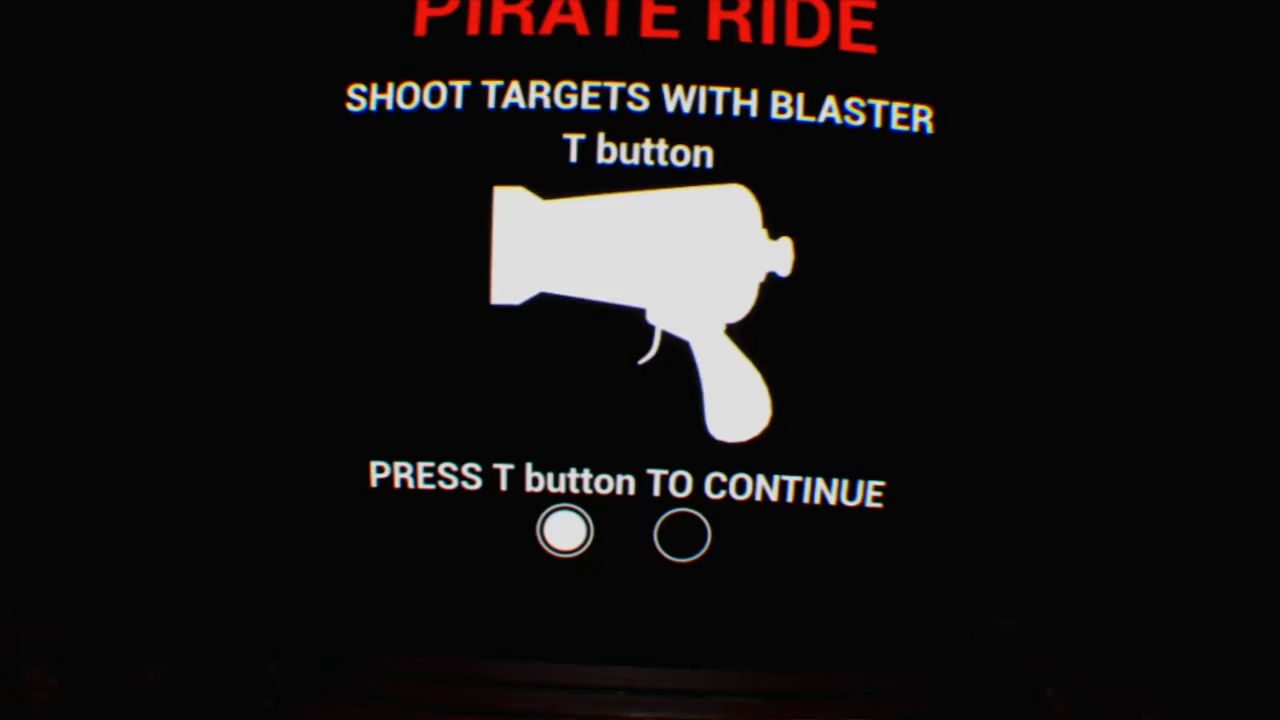 PIRATE RIDE
SHOOT TARGETS WITH BLASTER
T button
PRESS T button TO CONTINUE